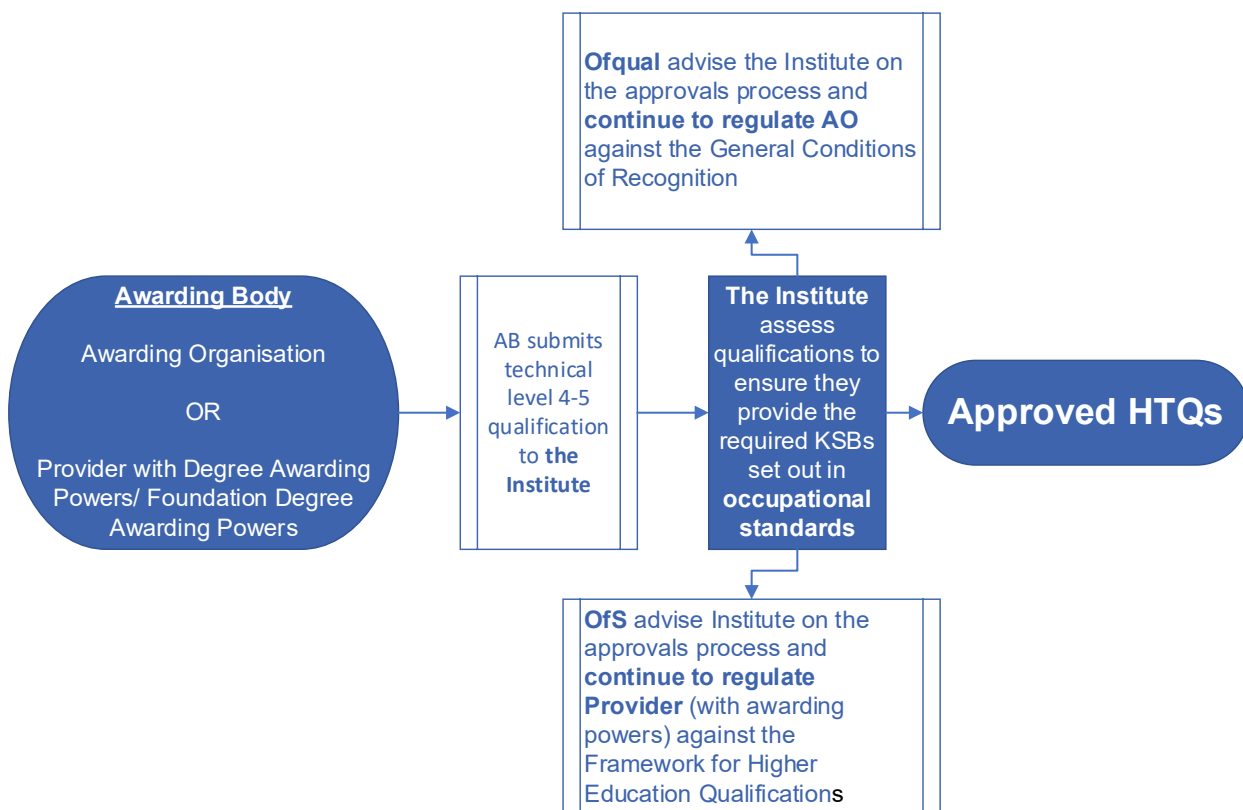 Ofqual advise the Institute on
the approvals process and
continue to regulate AO
against the General Conditions
of Recognition
Awarding Body
Awarding Organisation
OR
Provider with Degree Awarding
Powers/ Foundation Degree
Awarding Powers
AB submits
technical
level 4-5
qualification
to the
Institute
The Institute
assess
qualifications to
ensure they
provide the
required KSBs
set out in
occupational
standards
Approved HTQs
OfS advise Institute on the
approvals process and
continue to regulate
Provider (with awarding
powers) against the
Framework for Higher
Education Qualifications